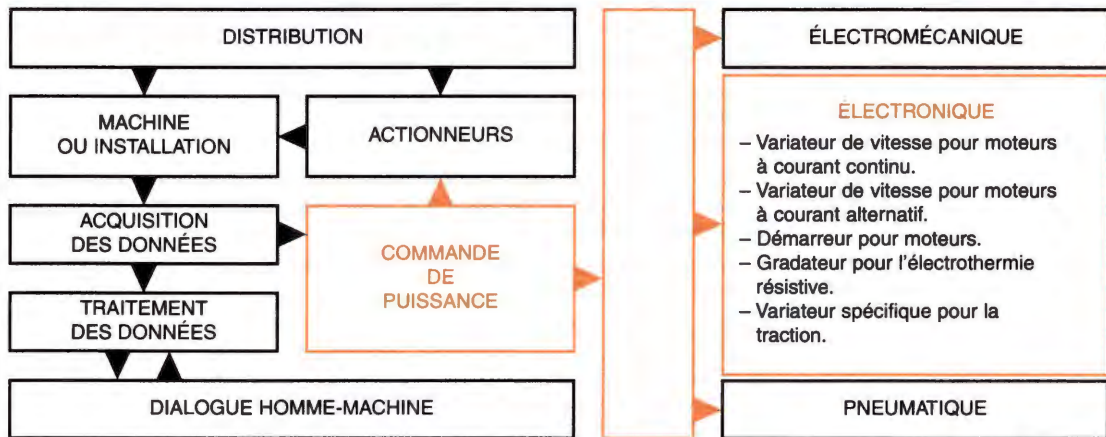 DISTRIBUTION
MACHINE
OU INSTALLATION
ACTIONNEURS
ACQUISITION
DES DONNÉES
COMMANDE
DE
PUISSANCE
TRAITEMENT
DES DONNÉES
DIALOGUE HOMME-MACHINE
ÉLECTROMÉCANIQUE
ÉLECTRONIQUE
– Variateur de vitesse pour moteurs
à courant continu.
– Variateur de vitesse pour moteurs
à courant alternatif.
– Démarreur pour moteurs.
– Gradateur pour l'électrothermie
résistive.
– Variateur spécifique pour la
traction.
PNEUMATIQUE